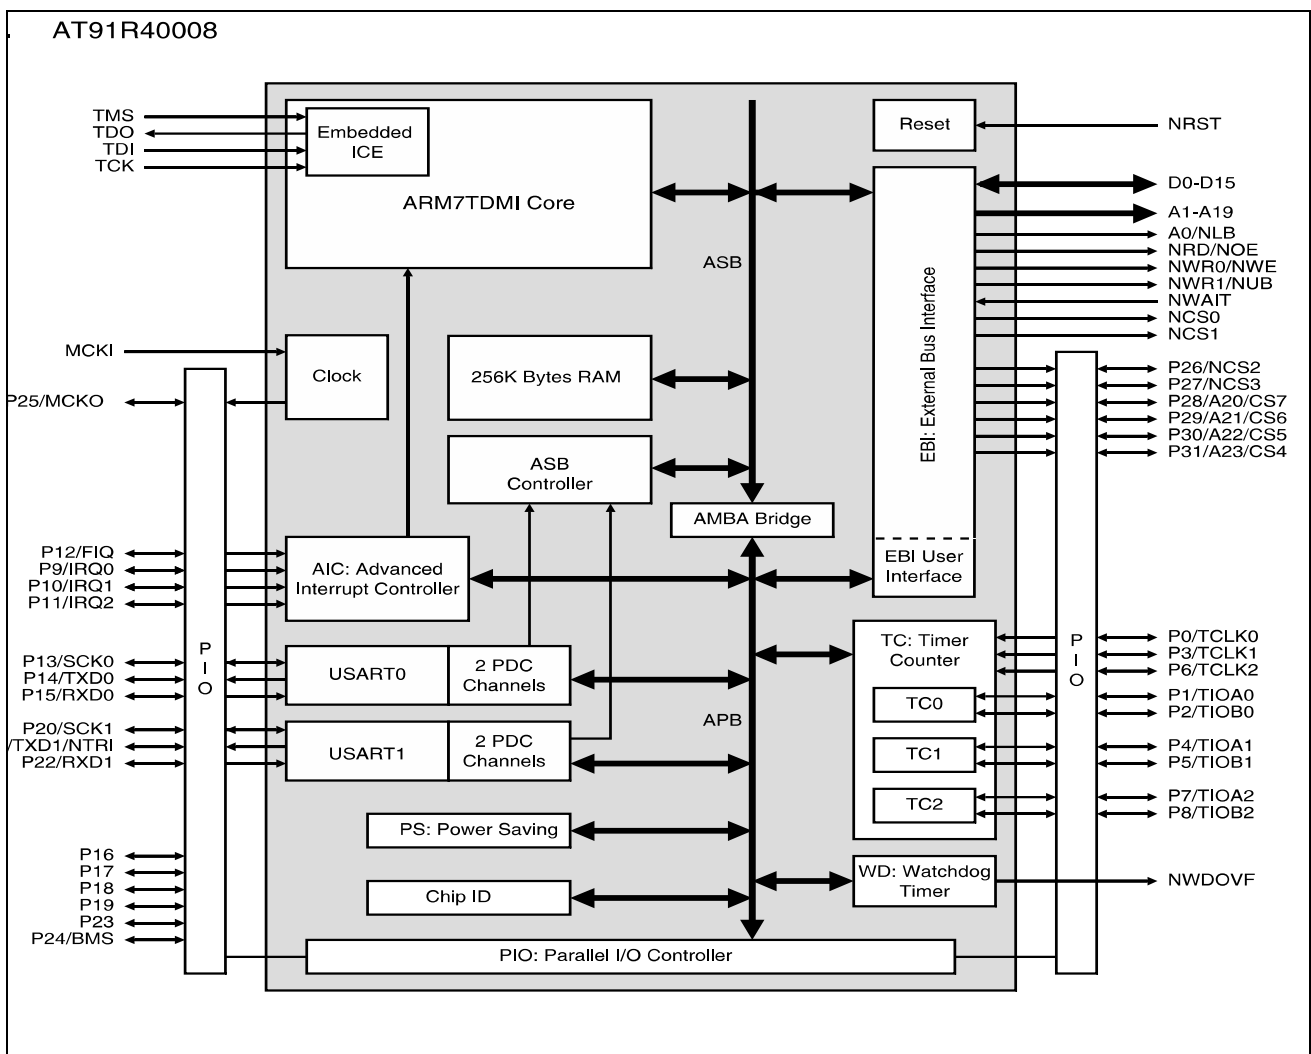 AT91R40008
TMS
TDO
TDI
TCK
Embedded
ICE
ARM7TDMI Core
Reset
NRST
D0-D15
A1-A19
A0/NLB
NRD/NOE
NWR0/NWE
NWR1/NUB
NWAIT
NCS0
NCS1
ASB
EBI: External Bus Interface
MCKI
Clock
P25/MCKO
256K Bytes RAM
P26/NCS2
P27/NCS3
P28/A20/CS7
P29/A21/CS6
P30/A22/CS5
P31/A23/CS4
ASB
Controller
AMBA Bridge
EBI User
Interface
P12/FIQ
P9/IRQ0
P10/IRQ1
P11/IRQ2
AIC: Advanced
Interrupt Controller
PIO
P13/SCK0
P14/TXD0
P15/RXD0
USART0
2 PDC
Channels
P20/SCK1
/TXD1/NTRI
P22/RXD1
USART1
2 PDC
Channels
APB
TC: Timer
Counter
TC0
TC1
TC2
PIO
P0/TCLK0
P3/TCLK1
P6/TCLK2
P1/TIOA0
P2/TIOB0
P4/TIOA1
P5/TIOB1
P7/TIOA2
P8/TIOB2
PS: Power Saving
Chip ID
WD: Watchdog
Timer
NWDOVF
P16
P17
P18
P19
P23
P24/BMS
PIO: Parallel I/O Controller